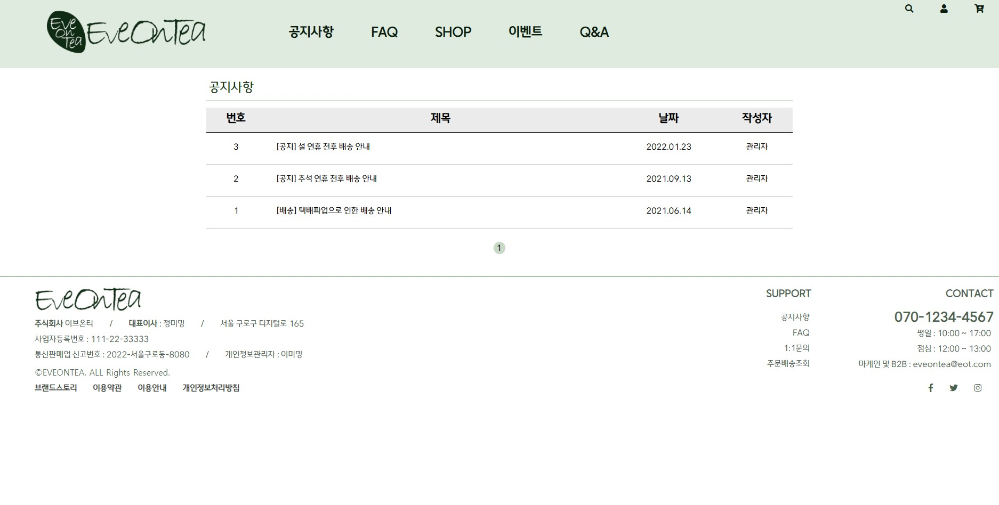 Eve
On
Tea
EveOnTea
공지사항 FAQ SHOP 이벤트 Q&A
공지사항
번호 제목 날짜 작성자
3 [공지] 설 연휴 전후 배송 안내 2022.01.23 관리자
2 [공지] 추석 연휴 전후 배송 안내 2021.09.13 관리자
1 [배송] 택배파업으로 인한 배송 안내 2021.06.14 관리자
1
EveOnTea
주식회사 이브온티 / 대표이사 : 정미밍 / 서울 구로구 디지털로 165
사업자등록번호 : 111-22-33333
통신판매업 신고번호 : 2022-서울구로동-8080 / 개인정보관리자 : 이미밍
©EVEONTEA. ALL Rights Reserved.
브랜드스토리 이용약관 이용안내 개인정보처리방침
SUPPORT
공지사항
FAQ
1:1문의
주문배송조회
CONTACT
070-1234-4567
평일 : 10:00 ~ 17:00
점심 : 12:00 ~ 13:00
마케인 및 B2B : eveontea@eot.com